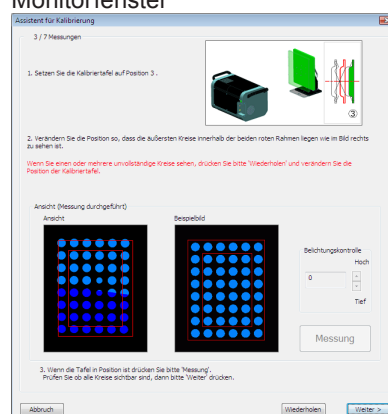 Monitorfenster
Assistent für Kalibrierung
3 / 7 Messungen
1. Setzen Sie die Kalibriertafel auf Position 3 .
③
2. Verändern Sie die Position so, dass die äußersten Kreise innerhalb der beiden roten Rahmen liegen wie im Bild rechts
zu sehen ist.
Wenn Sie einen oder mehrere unvollständige Kreise sehen, drücken Sie bitte 'Wiederholen' und verändern Sie die
Position der Kalibriertafel.
Ansicht (Messung durchgeführt)
Ansicht
Beispielbild
Belichtungskontrolle
Hoch
0
Tief
Messung
3. Wenn die Tafel in Position ist drücken Sie bitte 'Messung'.
Prüfen Sie ob alle Kreise sichtbar sind, dann bitte 'Weiter' drücken.
Abbruch
Wiederholen
Weiter >